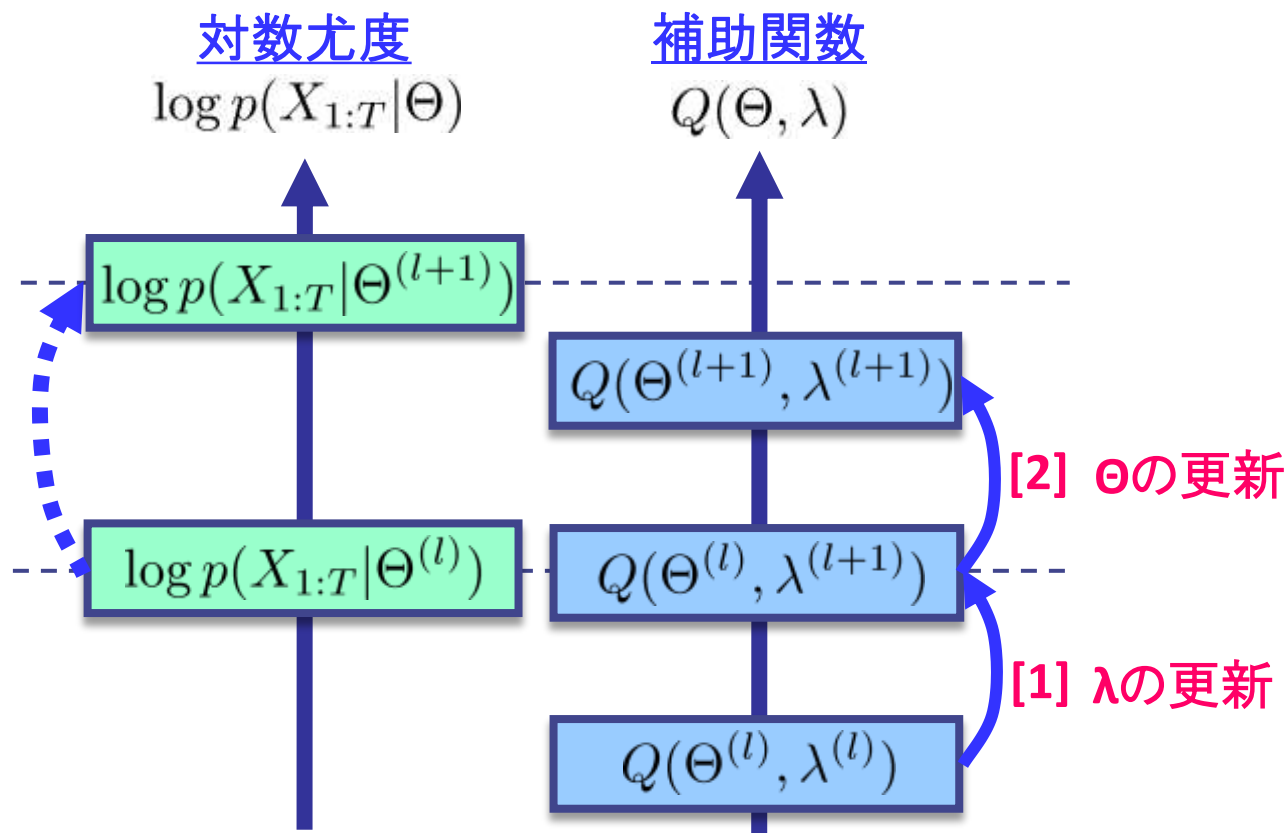 対数尤度
補助関数
log p(X_{1:T}|Θ)
Q(Θ, λ)
log p(X_{1:T}|Θ^{(l+1)})
Q(Θ^{(l+1)}, λ^{(l+1)})
[2] Θの更新
log p(X_{1:T}|Θ^{(l)})
Q(Θ^{(l)}, λ^{(l+1)})
[1] λの更新
Q(Θ^{(l)}, λ^{(l)})